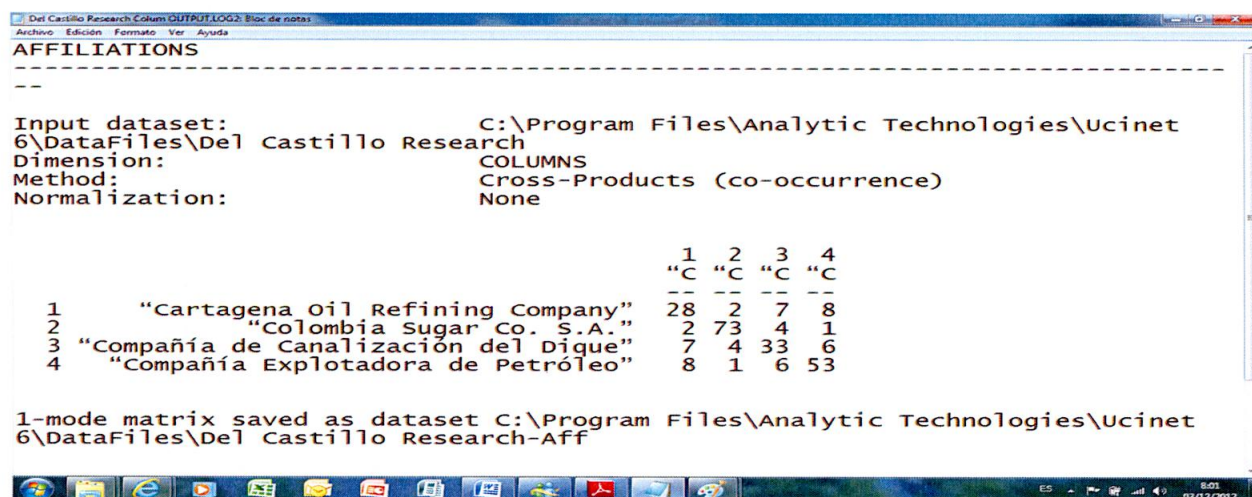 Del Castillo Research Colum OUTPUT.LOG2: Bloc de notas
Archivo Edición Formato Ver Ayuda
AFFILIATIONS
--------------------------------------------------------------------------------
--
Input dataset: C:\Program Files\Analytic Technologies\Ucinet
6\DataFiles\Del Castillo Research
Dimension: COLUMNS
Method: Cross-Products (co-occurrence)
Normalization: None
1 2 3 4
“C “C “C “C
-- -- -- --
1 “Cartagena Oil Refining Company” 28 2 7 8
2 “Colombia Sugar Co. S.A.” 2 73 4 1
3 “Compañía de Canalización del Dique” 7 4 33 6
4 “Compañía Explotadora de Petróleo” 8 1 6 53
1-mode matrix saved as dataset C:\Program Files\Analytic Technologies\Ucinet
6\DataFiles\Del Castillo Research-Aff
ES 8:01
03/12/2012